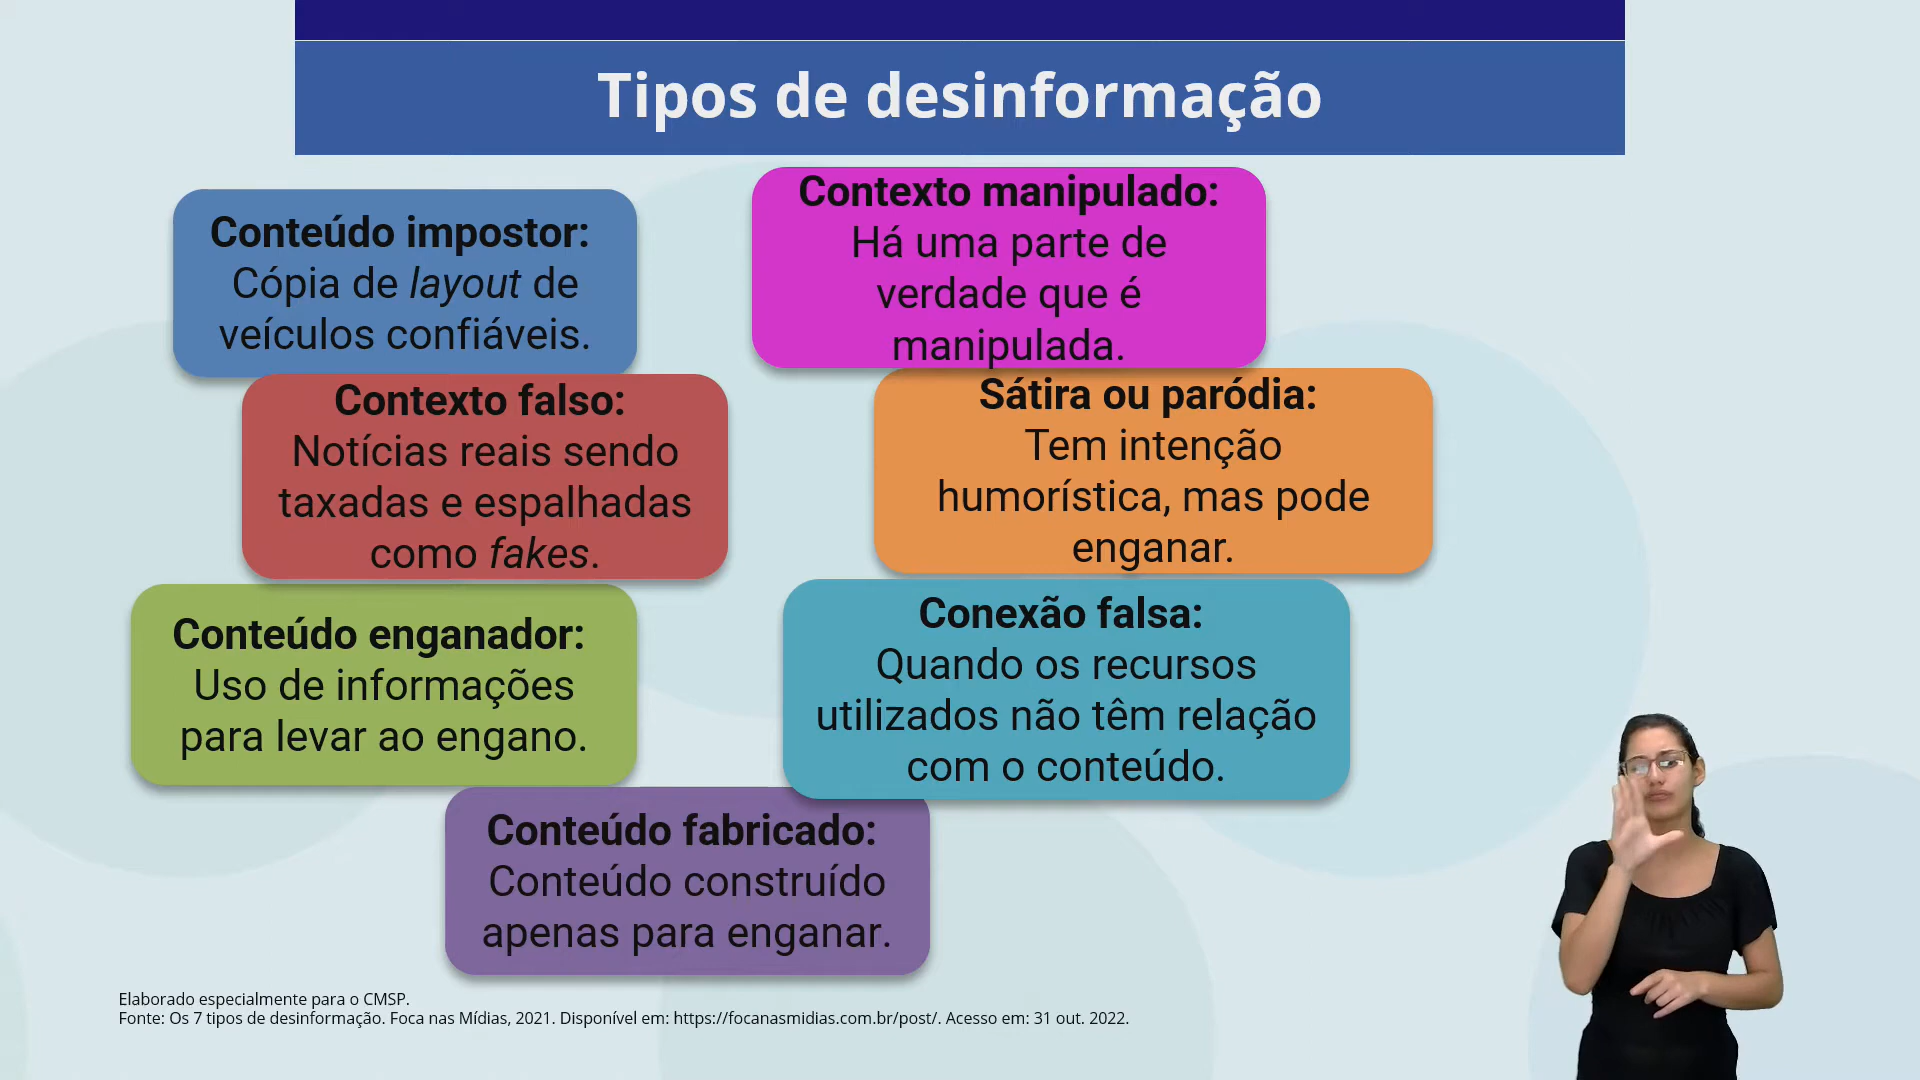 Tipos de desinformação
Conteúdo impostor:
Cópia de layout de
veículos confiáveis.
Contexto manipulado:
Há uma parte de
verdade que é
manipulada.
Contexto falso:
Notícias reais sendo
taxadas e espalhadas
como fakes.
Sátira ou paródia:
Tem intenção
humorística, mas pode
enganar.
Conteúdo enganador:
Uso de informações
para levar ao engano.
Conexão falsa:
Quando os recursos
utilizados não têm relação
com o conteúdo.
Conteúdo fabricado:
Conteúdo construído
apenas para enganar.
Elaborado especialmente para o CMSP.
Fonte: Os 7 tipos de desinformação. Foca nas Mídias, 2021. Disponível em: https://focanasmidias.com.br/post/. Acesso em: 31 out. 2022.